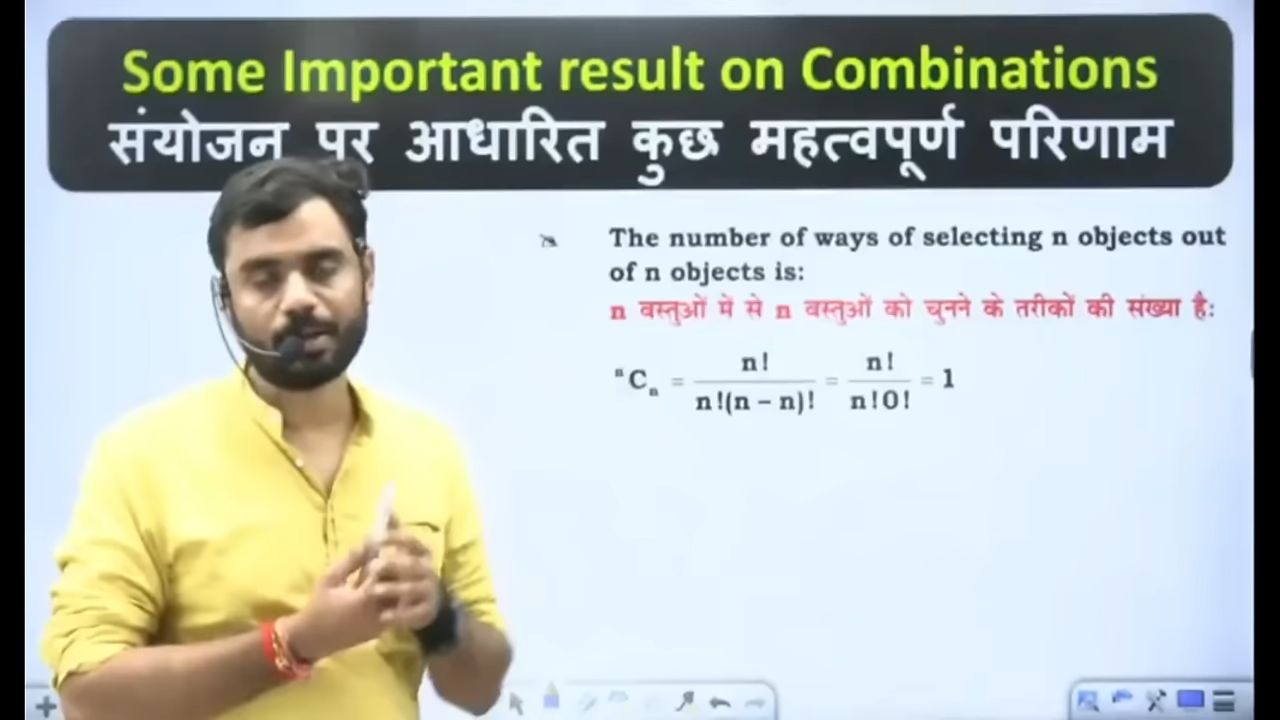 Some Important result on Combinations
संयोजन पर आधारित कुछ महत्वपूर्ण परिणाम
The number of ways of selecting n objects out
of n objects is:
n वस्तुओं में से n वस्तुओं को चुनने के तरीकों की संख्या है:
ⁿCₙ = n! / n!(n − n)! = n! / n!0! = 1